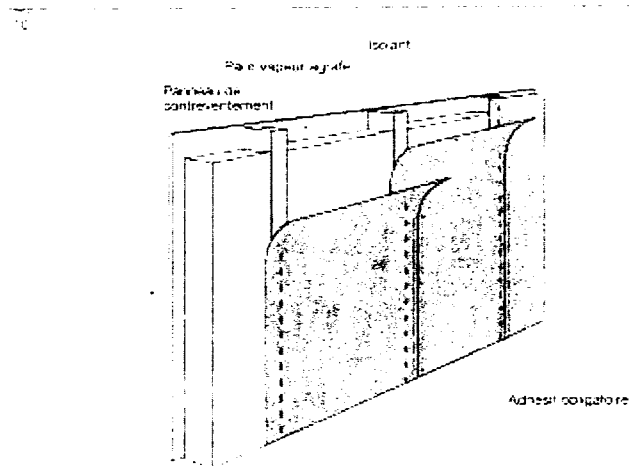 Isolant
Pare vapeur agrafé
Panneau de
contreventement
Adhésif obligatoire